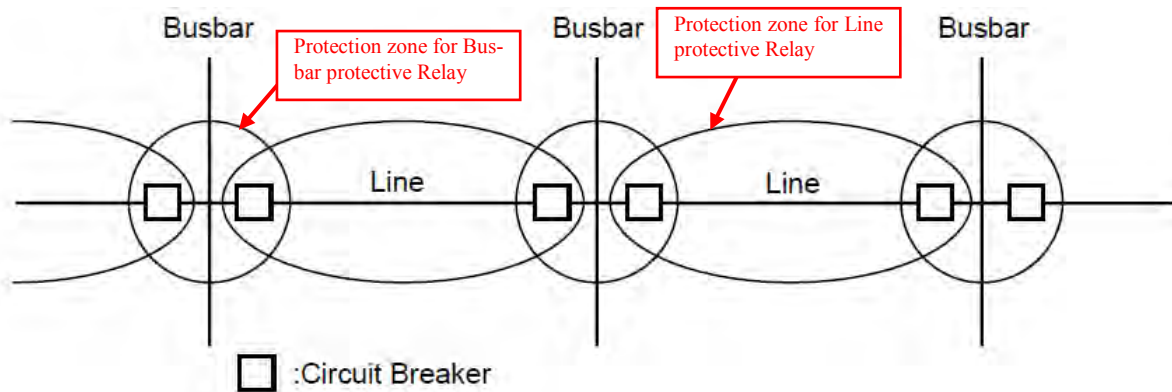 Busbar
Protection zone for Bus-
bar protective Relay
Busbar
Protection zone for Line
protective Relay
Busbar
Line
Line
:Circuit Breaker